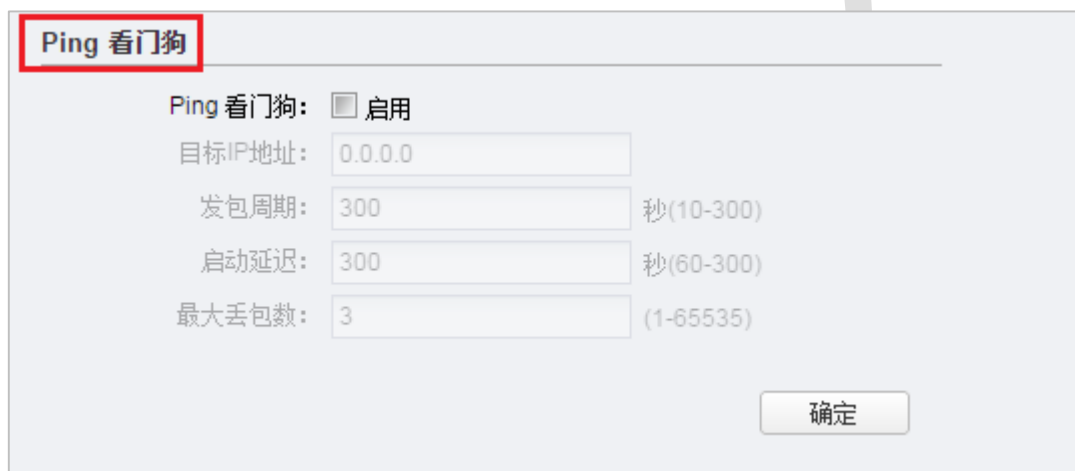 Ping 看门狗
Ping 看门狗： 启用
目标IP地址： 0.0.0.0
发包周期： 300 秒(10-300)
启动延迟： 300 秒(60-300)
最大丢包数： 3 (1-65535)
确定